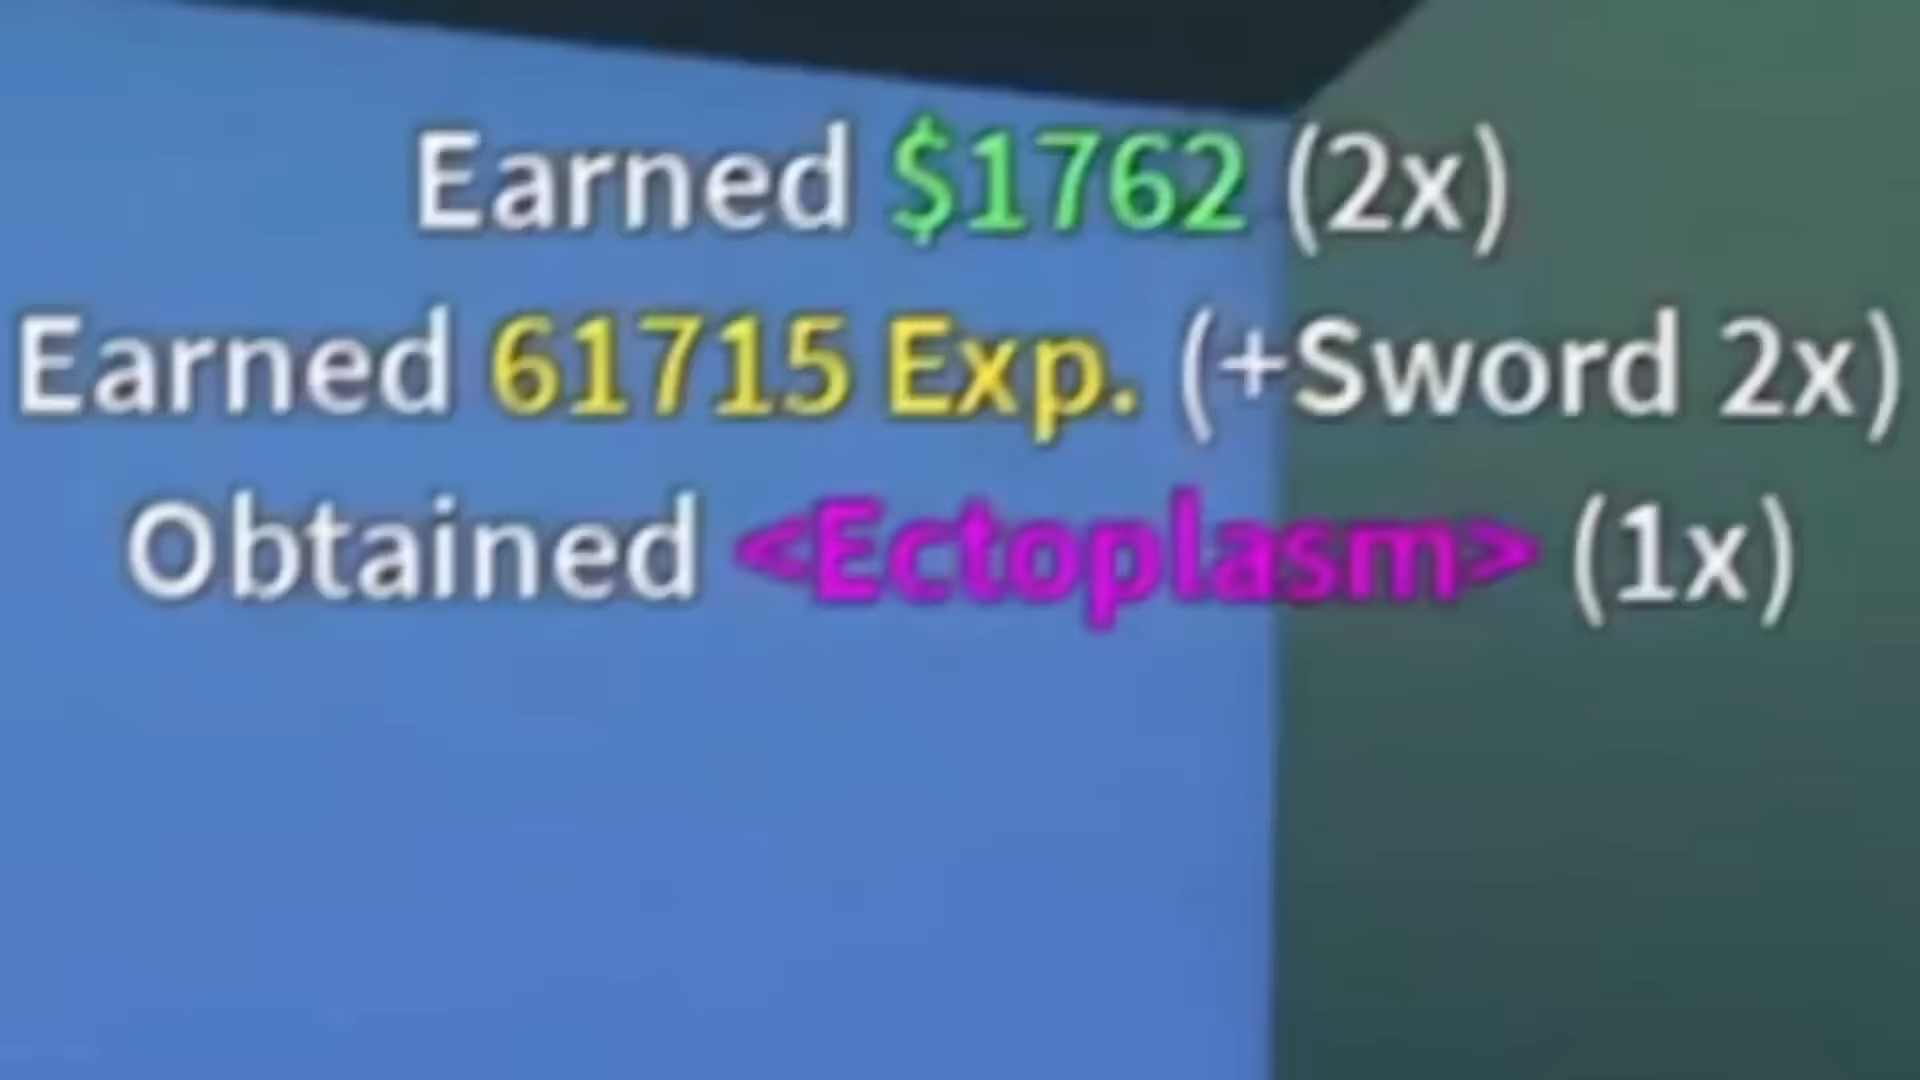 Earned $1762 (2x)
Earned 61715 Exp. (+Sword 2x)
Obtained <Ectoplasm> (1x)